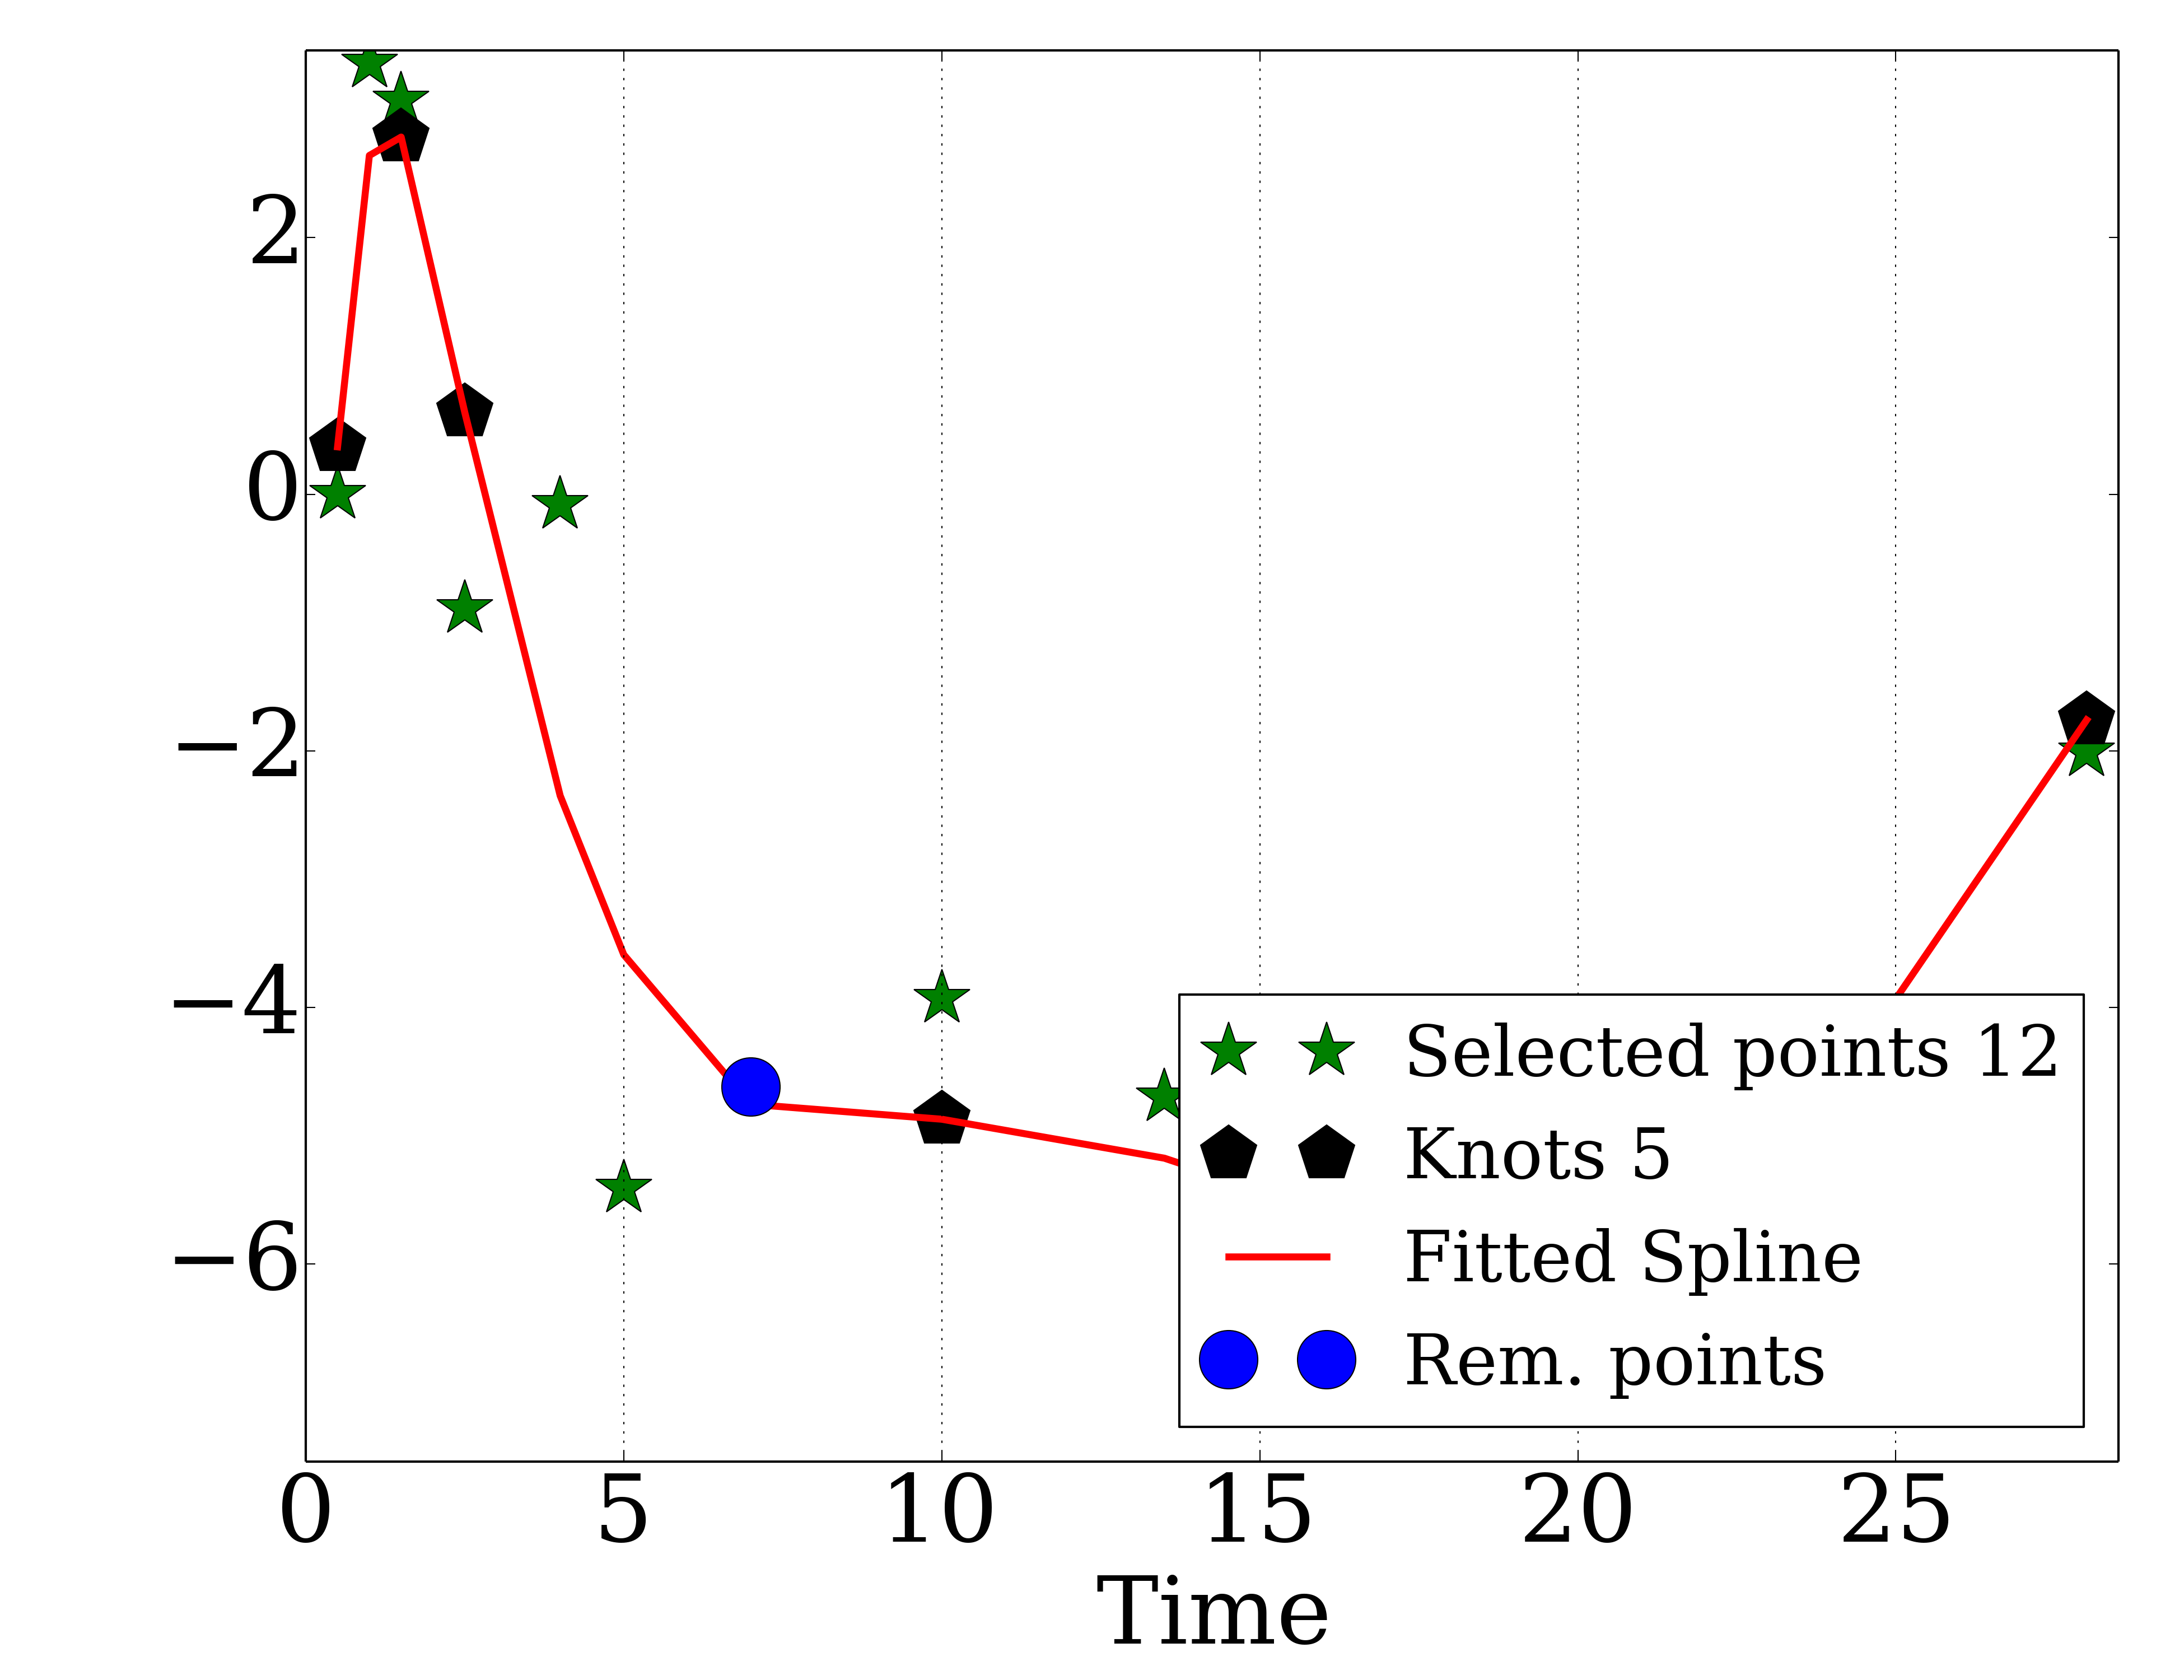 2
0
−2
−4
−6
0 5 10 15 20 25
Time
Selected points 12
Knots 5
Fitted Spline
Rem. points